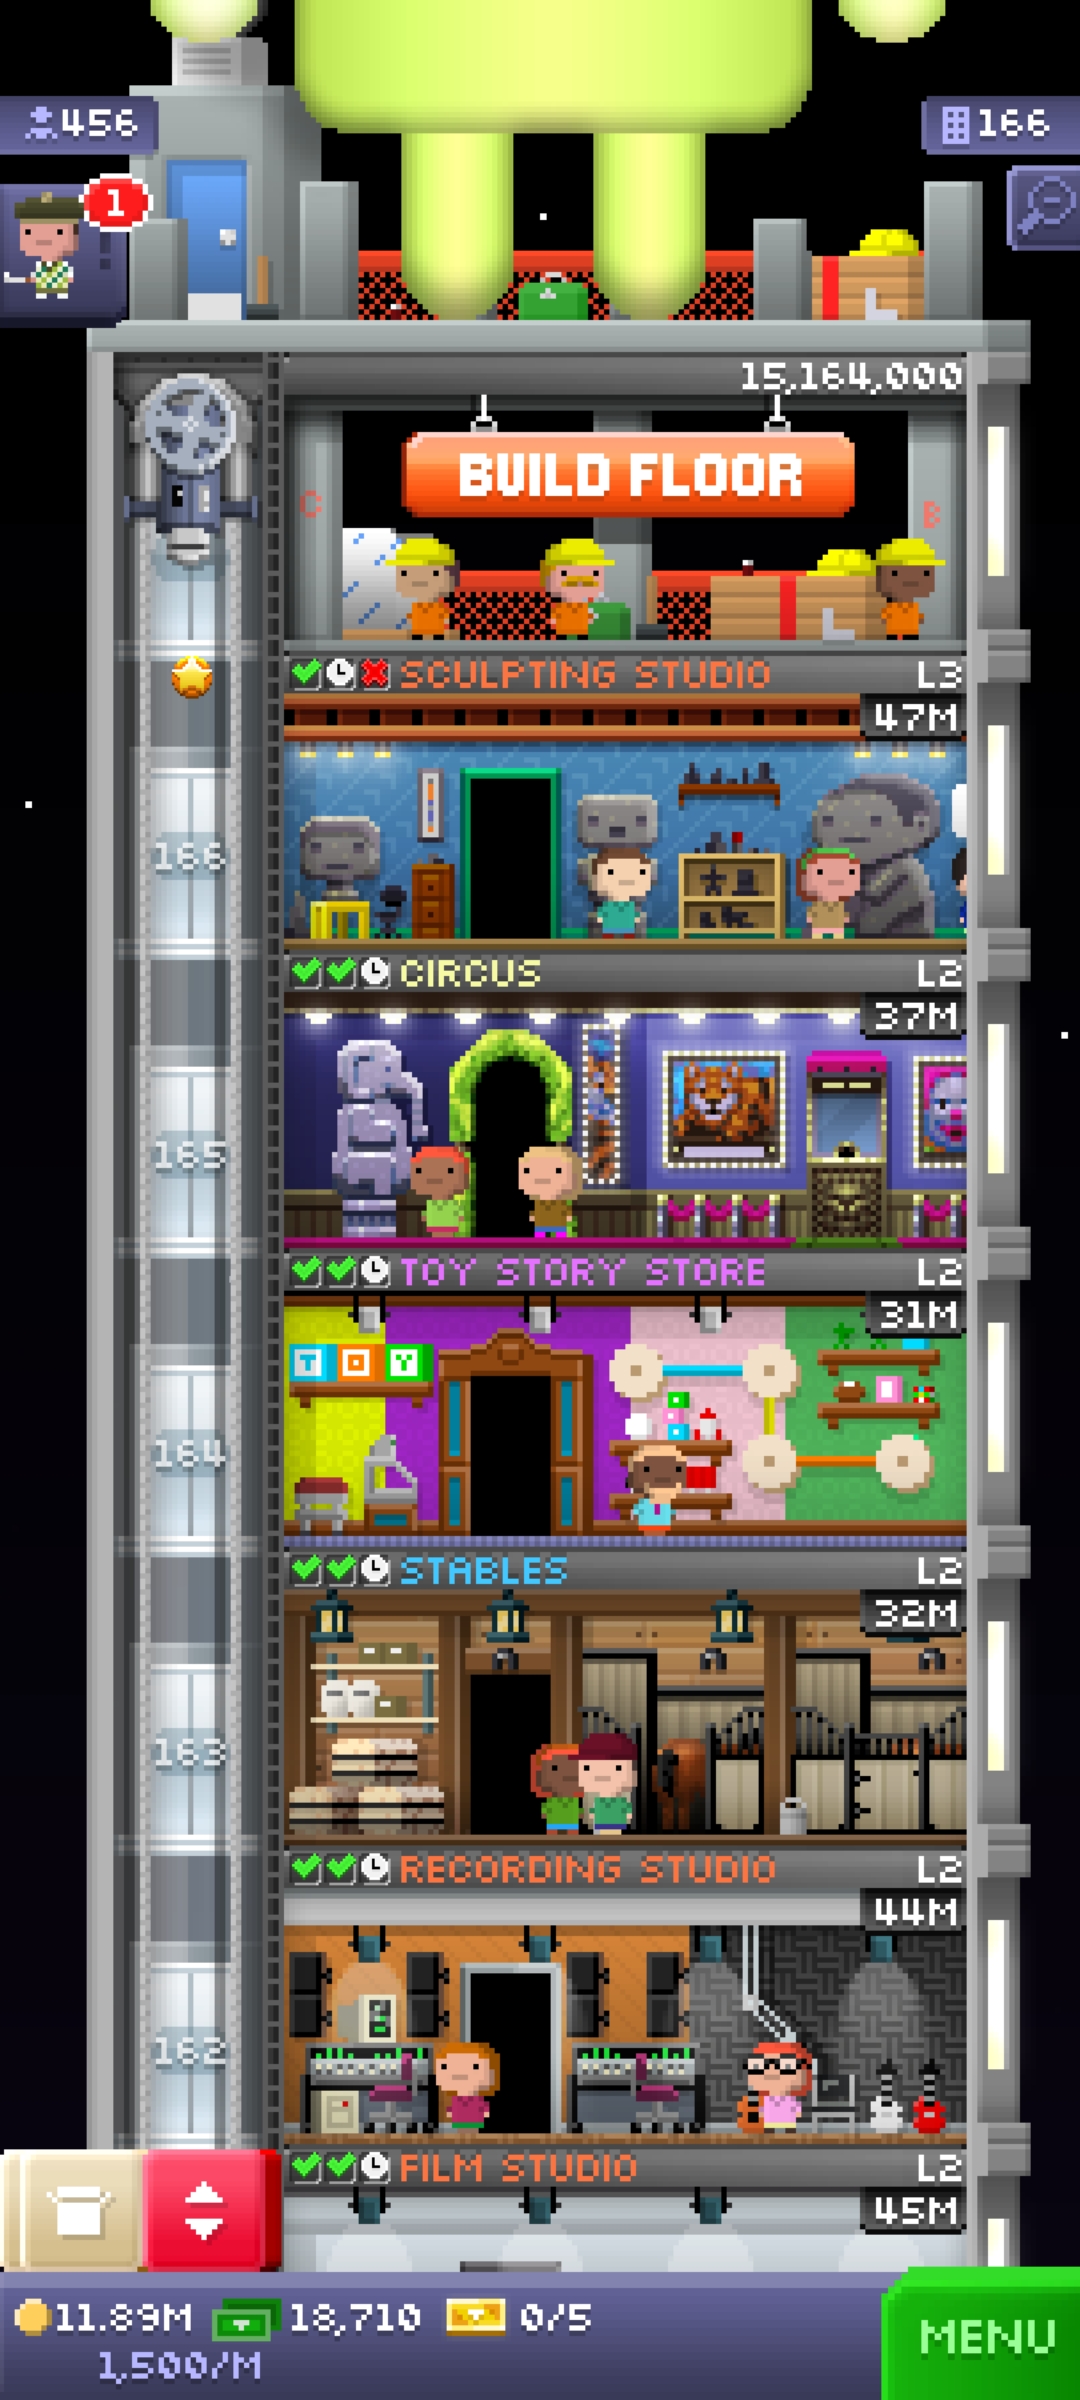 456
166
1
15,164,000
BUILD FLOOR
C
B
SCULPTING STUDIO L3
47M
166
CIRCUS L2
37M
165
TOY STORY STORE L2
31M
T O Y
164
STABLES L2
32M
163
RECORDING STUDIO L2
44M
162
FILM STUDIO L2
45M
11.89M 18,710 0/5
1,500/M
MENU